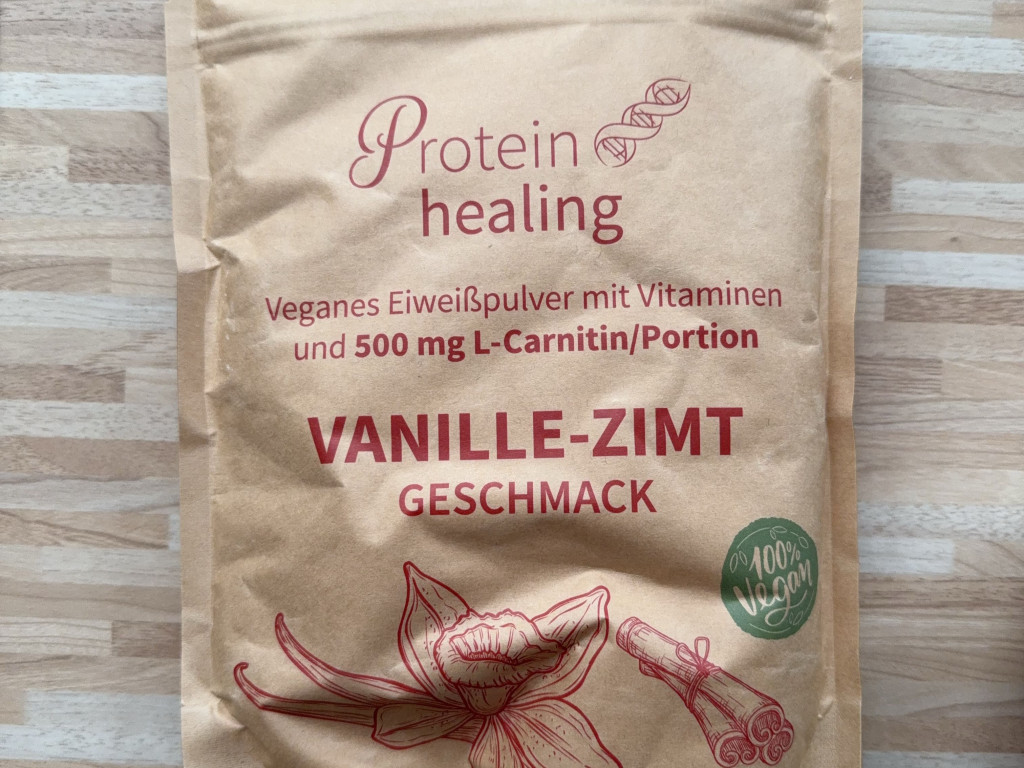 Protein
healing
Veganes Eiweißpulver mit Vitaminen
und 500 mg L-Carnitin/Portion
VANILLE-ZIMT
GESCHMACK
100%
Vegan